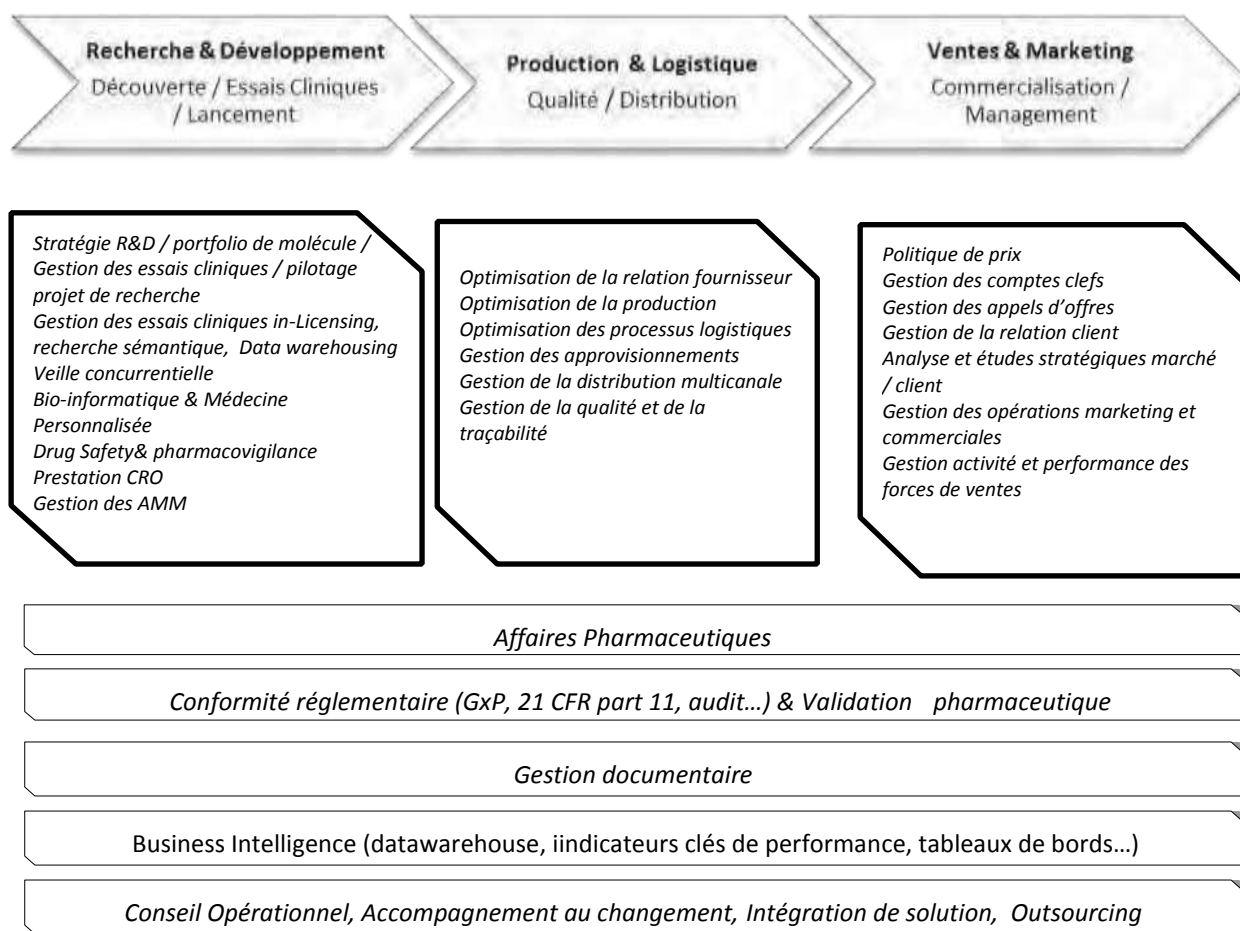 Recherche & Développement
Découverte / Essais Cliniques
/ Lancement
Production & Logistique
Qualité / Distribution
Ventes & Marketing
Commercialisation /
Management
Stratégie R&D / portfolio de molécule /
Gestion des essais cliniques / pilotage
projet de recherche
Gestion des essais cliniques in-Licensing,
recherche sémantique, Data warehousing
Veille concurrentielle
Bio-informatique & Médecine
Personnalisée
Drug Safety& pharmacovigilance
Prestation CRO
Gestion des AMM
Optimisation de la relation fournisseur
Optimisation de la production
Optimisation des processus logistiques
Gestion des approvisionnements
Gestion de la distribution multicanale
Gestion de la qualité et de la
traçabilité
Politique de prix
Gestion des comptes clefs
Gestion des appels d'offres
Gestion de la relation client
Analyse et études stratégiques marché
/ client
Gestion des opérations marketing et
commerciales
Gestion activité et performance des
forces de ventes
Affaires Pharmaceutiques
Conformité réglementaire (GxP, 21 CFR part 11, audit…) & Validation pharmaceutique
Gestion documentaire
Business Intelligence (datawarehouse, iindicateurs clés de performance, tableaux de bords…)
Conseil Opérationnel, Accompagnement au changement, Intégration de solution, Outsourcing